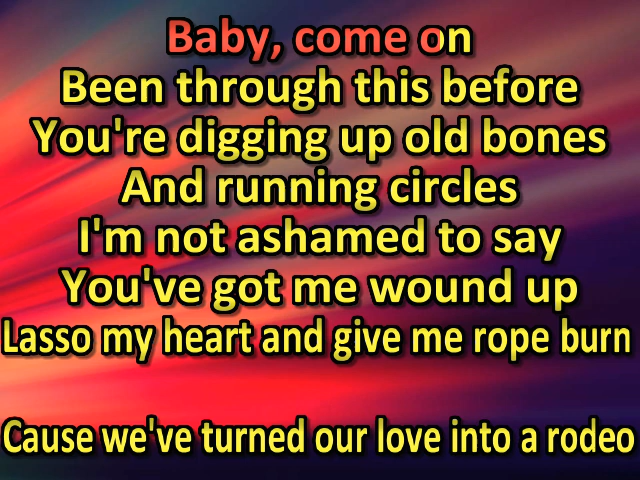 Baby, come on
Been through this before
You're digging up old bones
And running circles
I'm not ashamed to say
You've got me wound up
Lasso my heart and give me rope burn
Cause we've turned our love into a rodeo